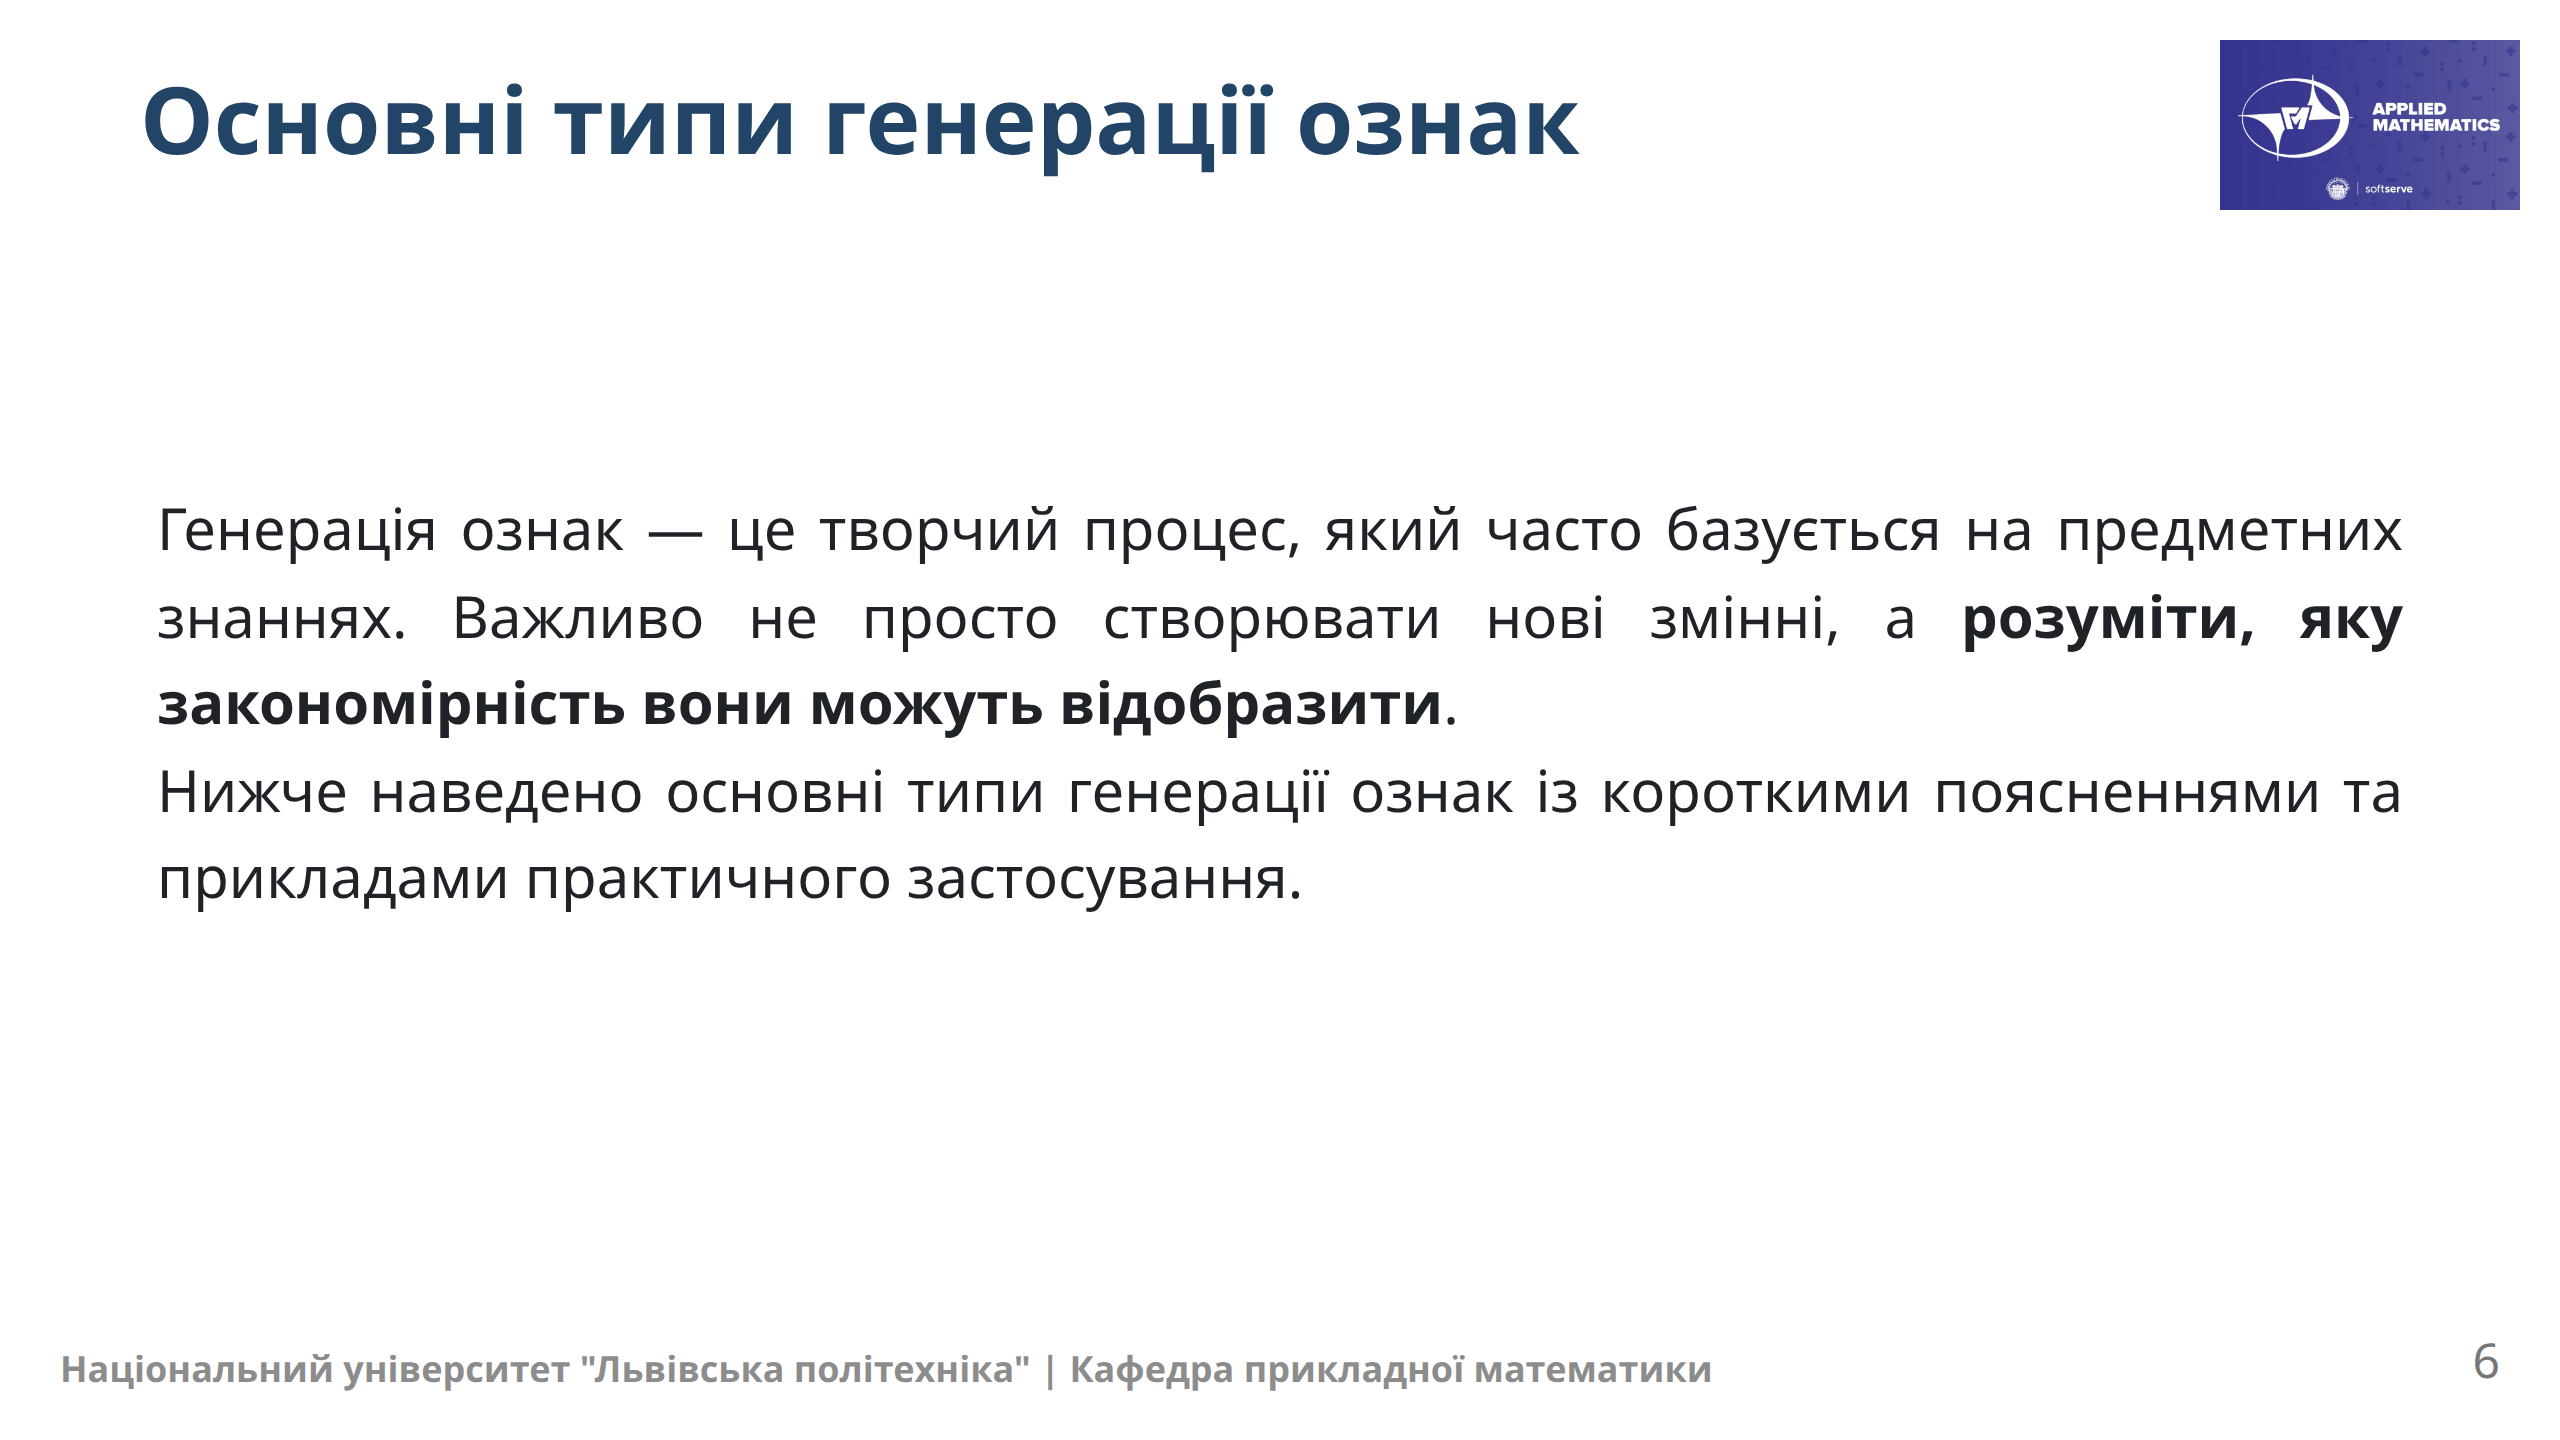 Основні типи генерації ознак
APPLIED
MATHEMATICS
softserve
Генерація ознак — це творчий процес, який часто базується на предметних
знаннях. Важливо не просто створювати нові змінні, а розуміти, яку
закономірність вони можуть відобразити.
Нижче наведено основні типи генерації ознак із короткими поясненнями та
прикладами практичного застосування.
Національний університет "Львівська політехніка" | Кафедра прикладної математики
6